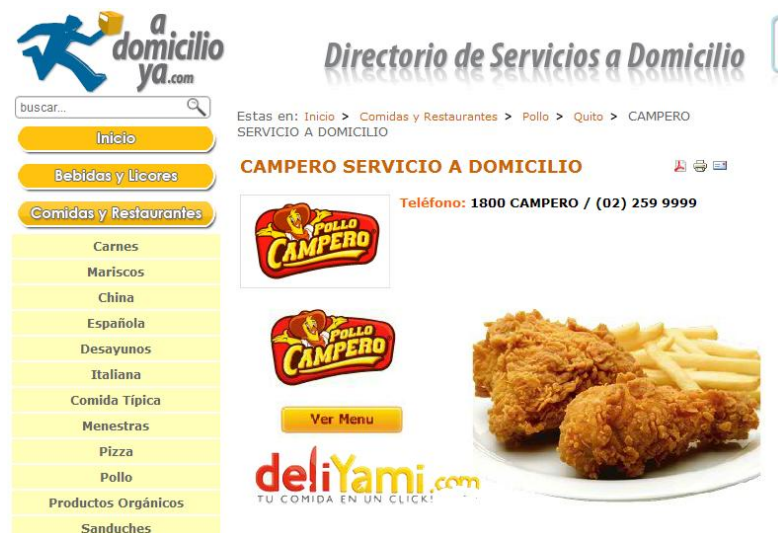 a
domicilio
ya.com
Directorio de Servicios a Domicilio
buscar...
Inicio
Bebidas y Licores
Comidas y Restaurantes
Carnes
Mariscos
China
Española
Desayunos
Italiana
Comida Típica
Menestras
Pizza
Pollo
Productos Orgánicos
Sanduches
Estas en: Inicio > Comidas y Restaurantes > Pollo > Quito > CAMPERO
SERVICIO A DOMICILIO
CAMPERO SERVICIO A DOMICILIO
Teléfono: 1800 CAMPERO / (02) 259 9999
POLLO
CAMPERO
POLLO
CAMPERO
Ver Menu
deliYami.com
TU COMIDA EN UN CLICK!